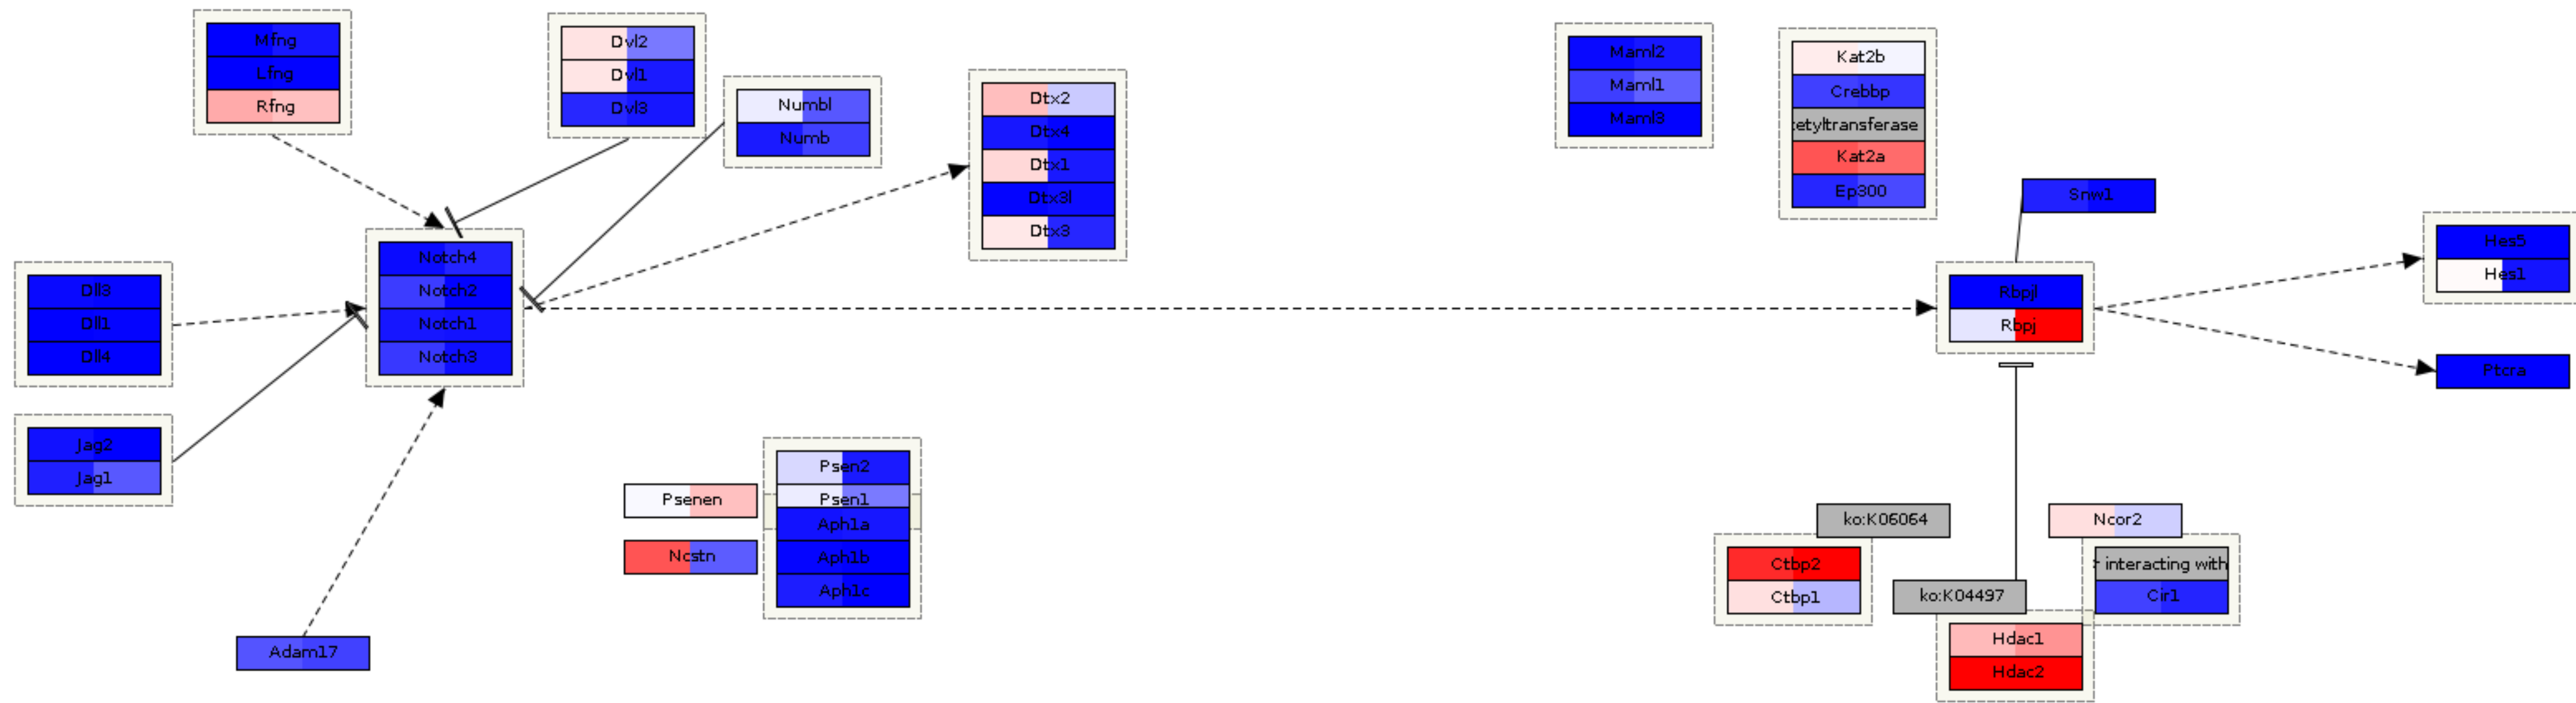 Mfng
Lfng
Rfng
Dvl2
Dvl1
Dvl3
Numbl
Numb
Dtx2
Dtx4
Dtx1
Dtx3l
Dtx3
Maml2
Maml1
Maml3
Kat2b
Crebbp
cetyltransferase
Kat2a
Ep300
Snw1
Notch4
Notch2
Notch1
Notch3
Dll3
Dll1
Dll4
Jag2
Jag1
Rbpjl
Rbpj
Hes5
Hes1
Ptcra
Psen2
Psen1
Psenen
Aph1a
Ncstn
Aph1b
Aph1c
Adam17
ko:K06064
Ncor2
Ctbp2
Ctbp1
interacting with
ko:K04497
Cir1
Hdac1
Hdac2